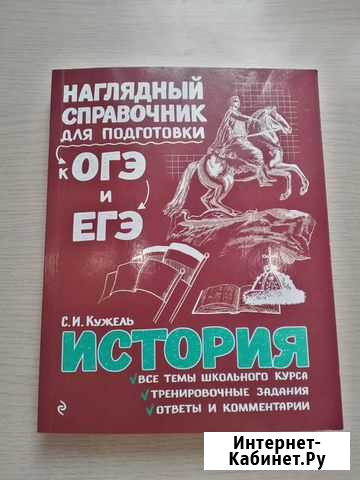 НАГЛЯДНЫЙ
СПРАВОЧНИК
ДЛЯ ПОДГОТОВКИ
К ОГЭ
И
ЕГЭ
С.И. КУЖЕЛЬ
ИСТОРИЯ
√ВСЕ ТЕМЫ ШКОЛЬНОГО КУРСА
√ТРЕНИРОВОЧНЫЕ ЗАДАНИЯ
√ОТВЕТЫ И КОММЕНТАРИИ
Интернет-
Кабинет.Ру